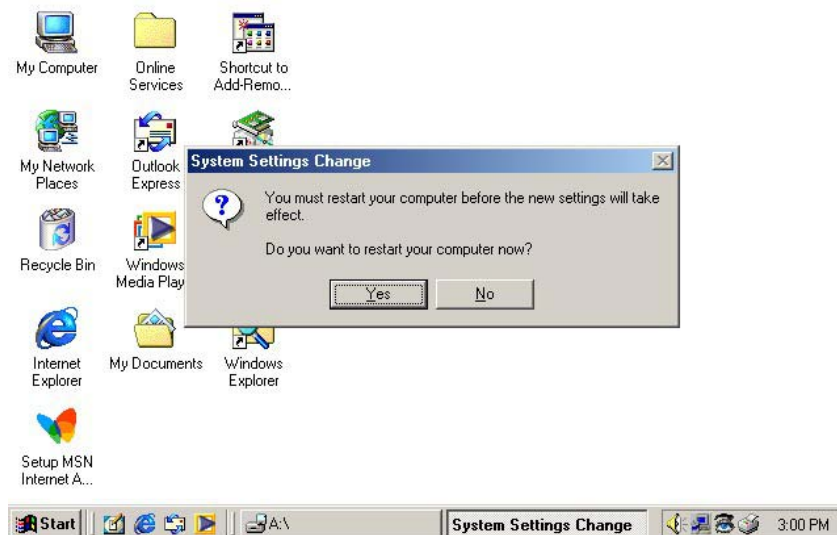 My Computer
Online
Services
Shortcut to
Add-Remo...
My Network
Places
Outlook
Express
System Settings Change
You must restart your computer before the new settings will take
effect.
Do you want to restart your computer now?
Yes
No
Recycle Bin
Windows
Media Play
Internet
Explorer
My Documents
Windows
Explorer
Setup MSN
Internet A...
Start
A:\
System Settings Change
3:00 PM